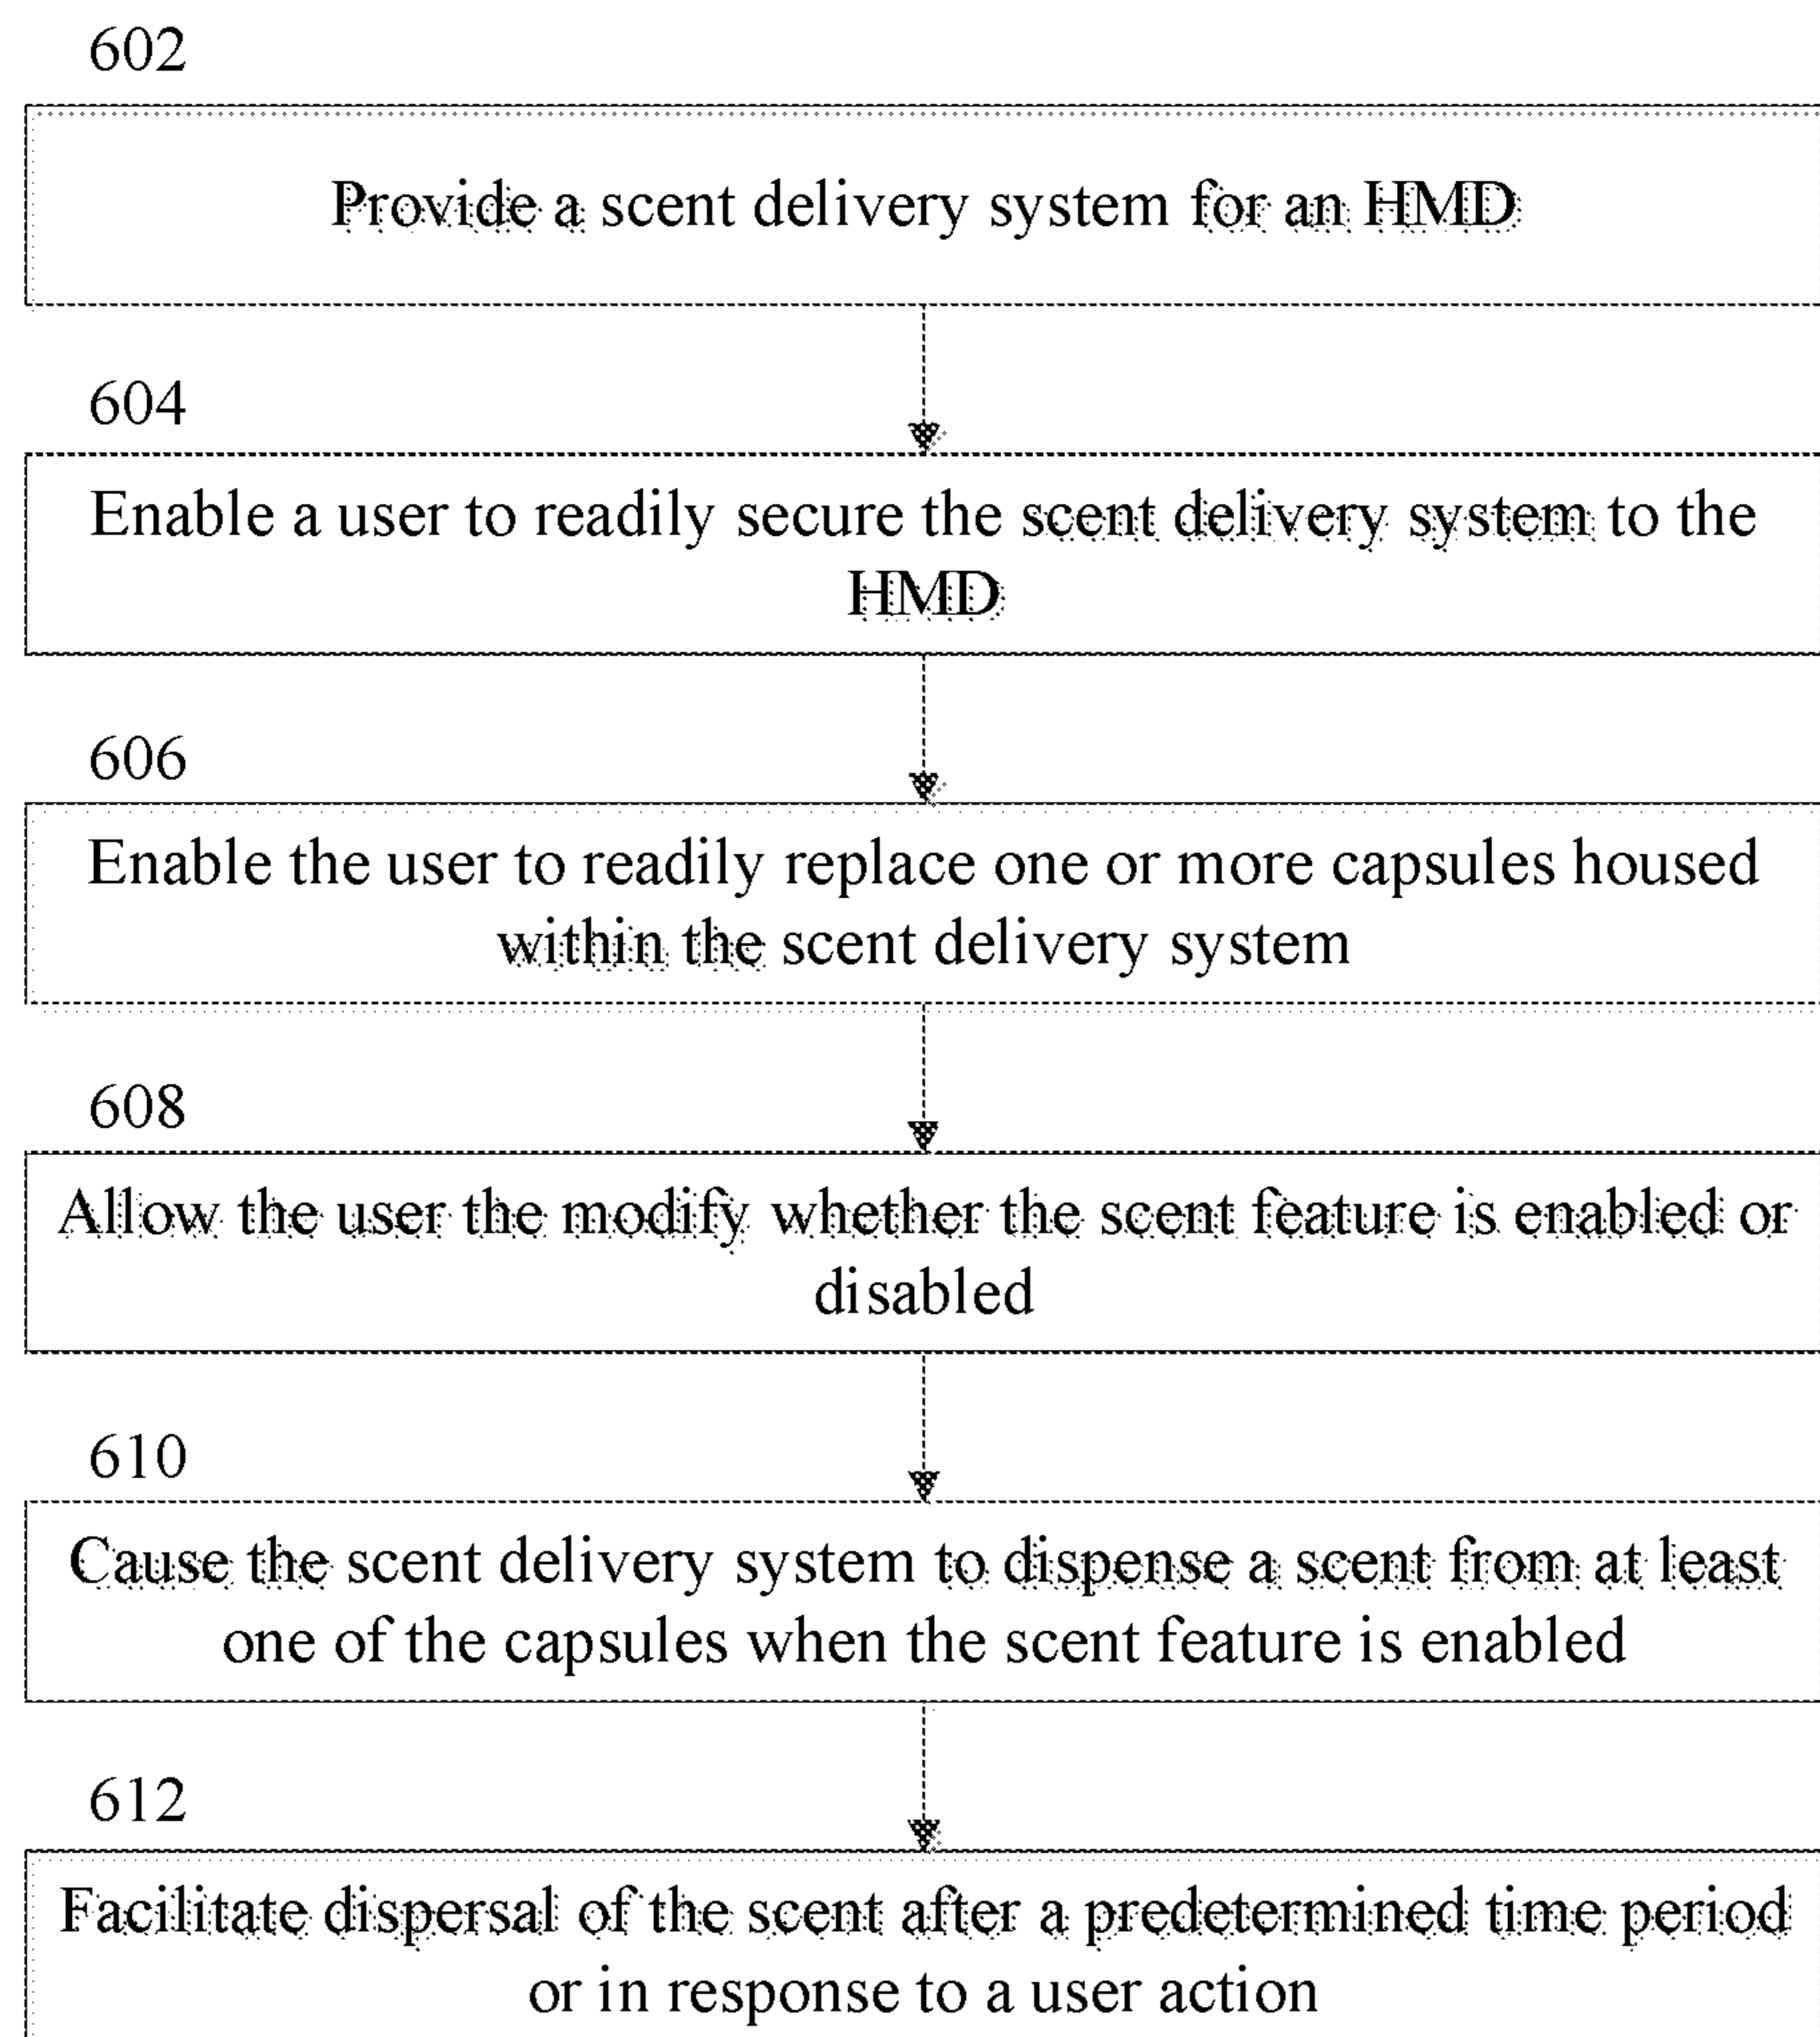 602
Provide a scent delivery system for an HMD
604
Enable a user to readily secure the scent delivery system to the
HMD
606
Enable the user to readily replace one or more capsules housed
within the scent delivery system
608
Allow the user the modify whether the scent feature is enabled or
disabled
610
Cause the scent delivery system to dispense a scent from at least
one of the capsules when the scent feature is enabled
612
Facilitate dispersal of the scent after a predetermined time period
or in response to a user action